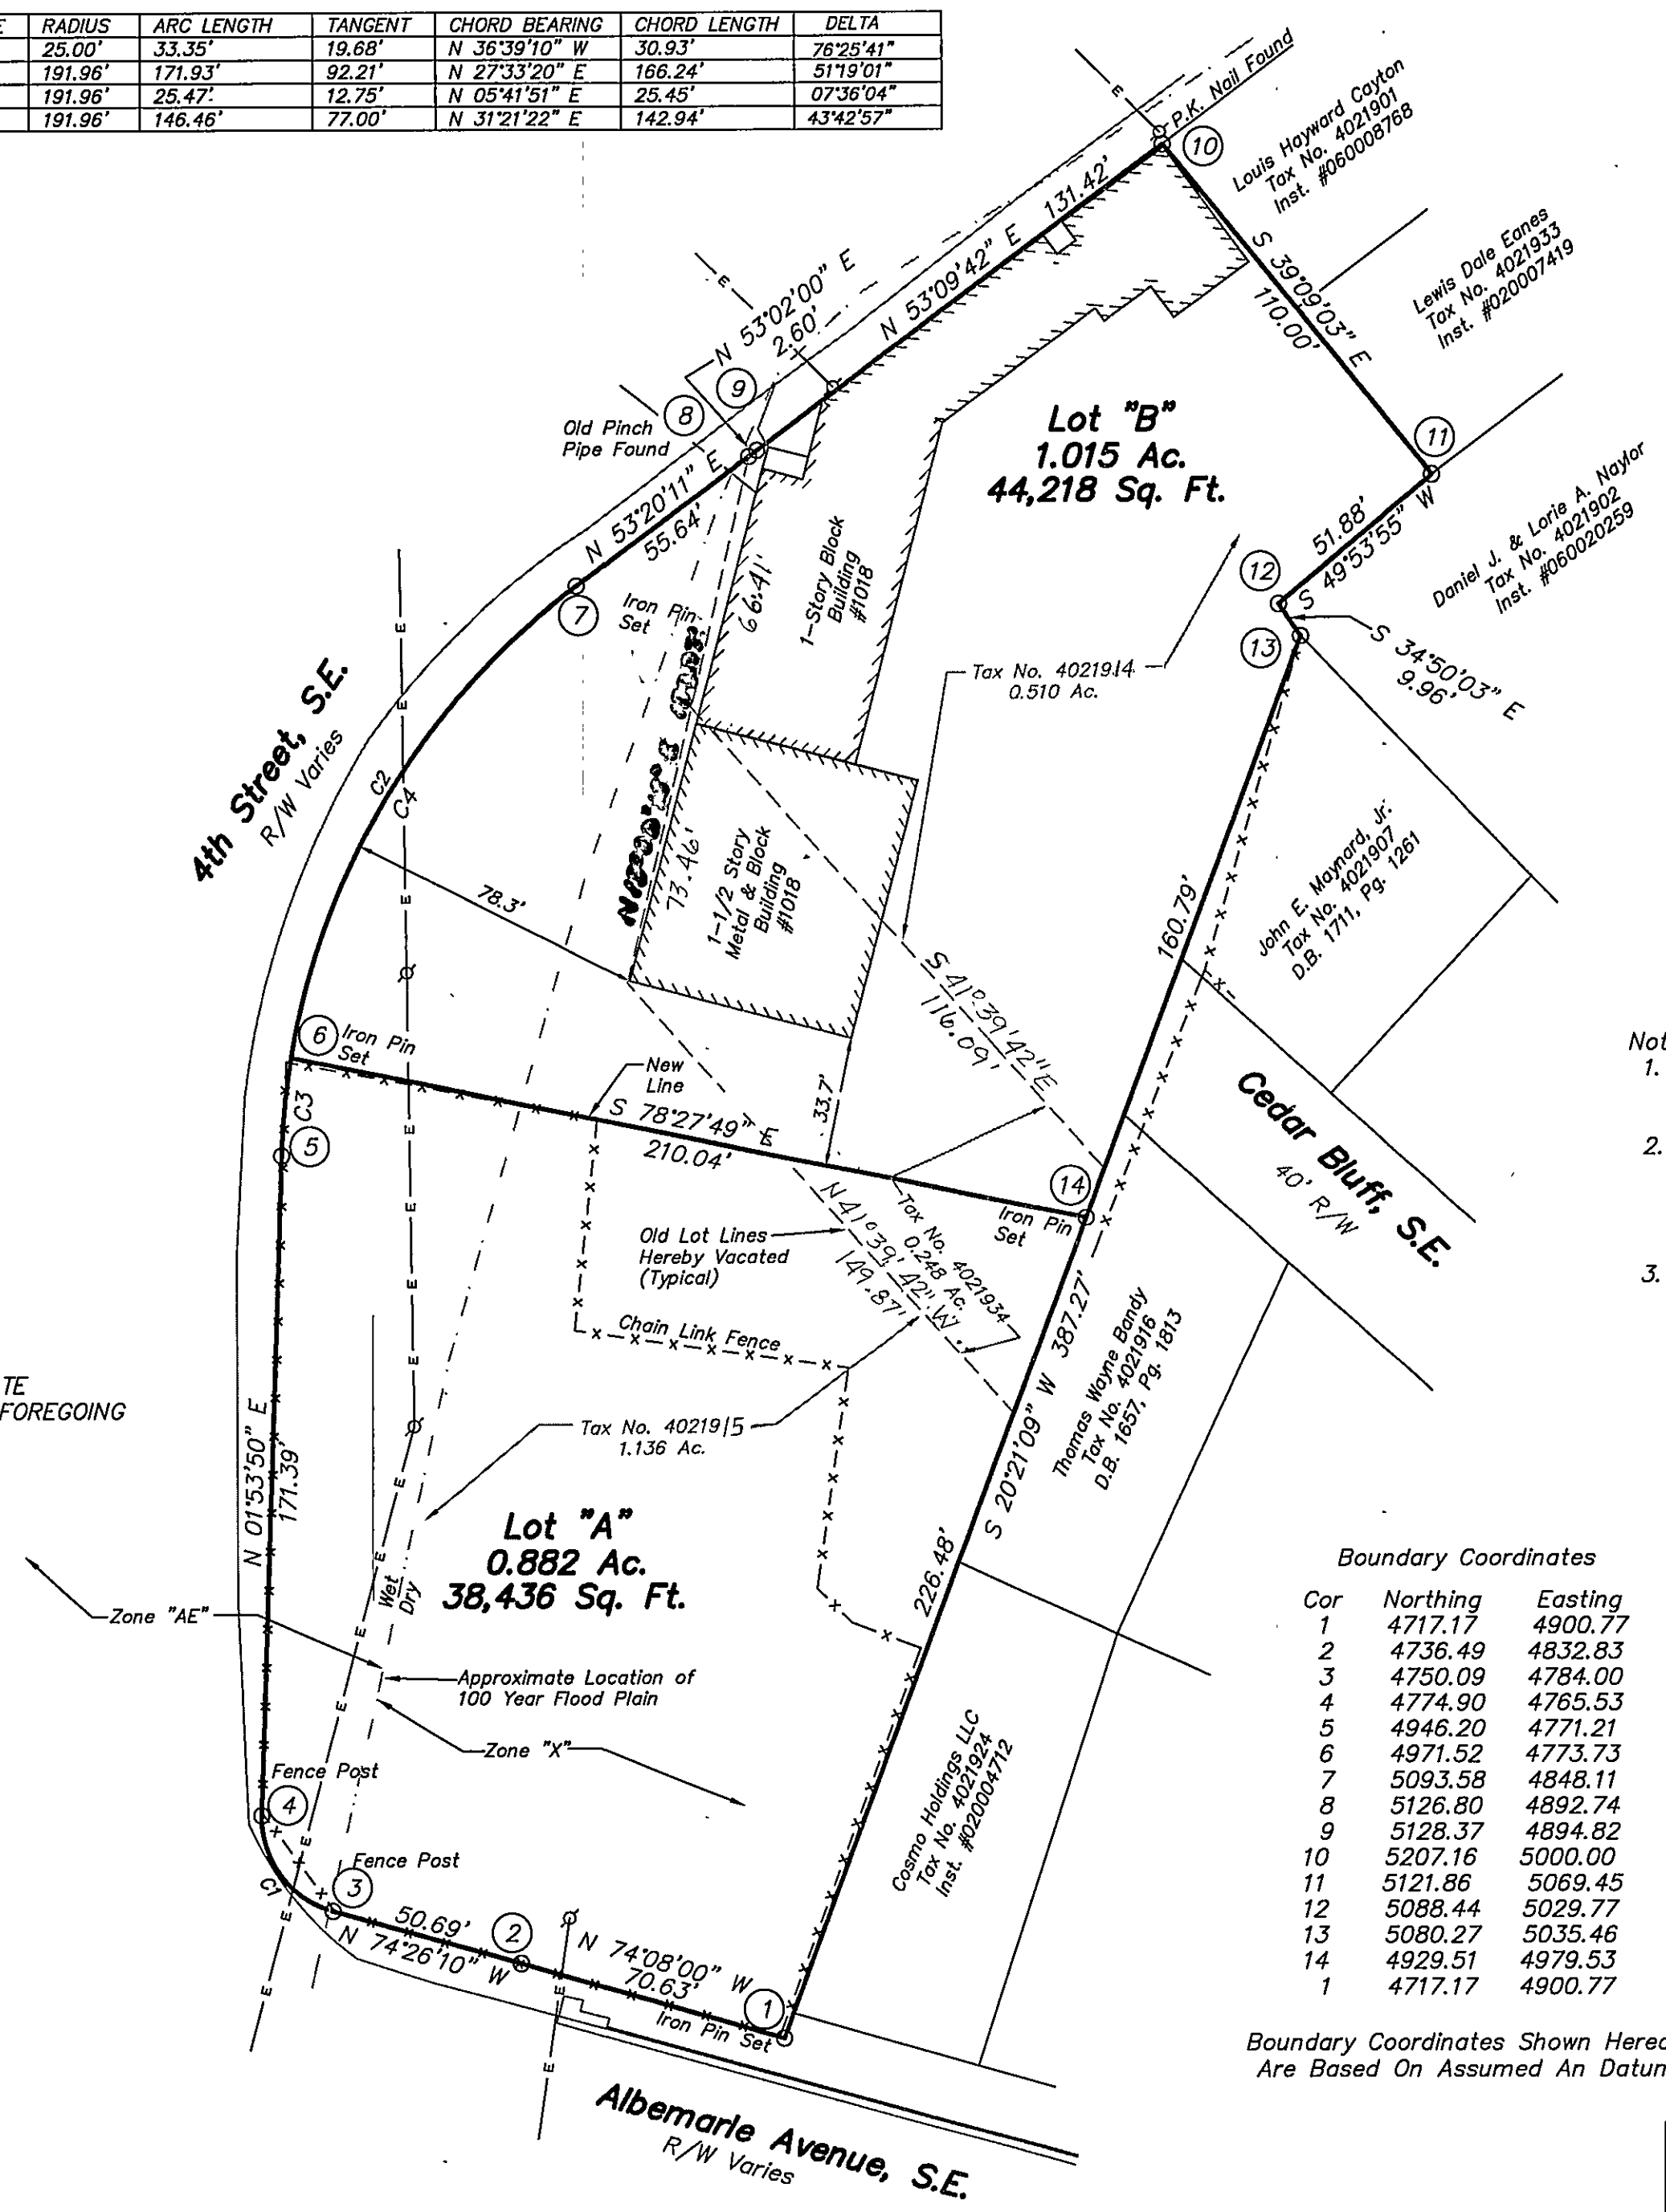 E RADIUS ARC LENGTH TANGENT CHORD BEARING CHORD LENGTH DELTA
25.00' 33.35' 19.68' N 36°39'10" W 30.93' 76°25'41"
191.96' 171.93' 92.21' N 27°33'20" E 166.24' 51°19'01"
191.96' 25.47' 12.75' N 05°41'51" E 25.45' 07°36'04"
191.96' 146.46' 77.00' N 31°21'22" E 142.94' 43°42'57"
P.K. Nail Found
10
Louis Hayward Cayton
Tax No. 4021901
Inst. #060008768
Lewis Dale Eanes
Tax No. 4021933
Inst. #020007419
Daniel J. & Lorie A. Naylor
Tax No. 4021902
Inst. #060020259
N 53°09'42" E 131.42'
N 53°02'00" E
2.60'
9
8
Old Pinch
Pipe Found
N 53°20'11" E
55.64'
7
Iron Pin
Set
S 39°09'03" E
110.00'
11
Lot "B"
1.015 Ac.
44,218 Sq. Ft.
51.88'
S 49°53'55" W
12
13
S 34°50'03" E
9.96'
66.41'
1-Story Block
Building
#1018
Tax No. 4021914
0.510 Ac.
4th Street, S.E.
R/W Varies
C2
C4
78.3'
73.46'
1-1/2 Story
Metal & Block
Building
#1018
160.79'
John E. Maynard, Jr.
Tax No. 4021907
D.B. 1711, Pg. 1261
S 41°39'42" E
116.09'
6
Iron Pin
Set
C3
5
New
Line
S 78°27'49" E
210.04'
33.7'
14
Iron Pin
Set
Cedar Bluff, S.E.
40' R/W
Not
1.
2.
3.
Old Lot Lines
Hereby Vacated
(Typical)
N 41°39'42" W
149.87'
Tax No. 4021934
0.248 Ac.
Chain Link Fence
S 20°21'09" W 387.27'
Thomas Wayne Bandy
Tax No. 4021916
D.B. 1657, Pg. 1813
TE
FOREGOING
N 01°53'50" E
171.39'
Tax No. 4021915
1.136 Ac.
Lot "A"
0.882 Ac.
38,436 Sq. Ft.
Wet
Dry
226.48'
Zone "AE"
Approximate Location of
100 Year Flood Plain
Zone "X"
Cosmo Holdings LLC
Tax No. 4021924
Inst. #020004712
Fence Post
4
C1
Fence Post
3
50.69'
N 74°26'10" W
2
N 74°08'00" W
70.63'
1
Iron Pin Set
Albemarle Avenue, S.E.
R/W Varies
Boundary Coordinates
Cor Northing Easting
1 4717.17 4900.77
2 4736.49 4832.83
3 4750.09 4784.00
4 4774.90 4765.53
5 4946.20 4771.21
6 4971.52 4773.73
7 5093.58 4848.11
8 5126.80 4892.74
9 5128.37 4894.82
10 5207.16 5000.00
11 5121.86 5069.45
12 5088.44 5029.77
13 5080.27 5035.46
14 4929.51 4979.53
1 4717.17 4900.77
Boundary Coordinates Shown Hereo
Are Based On Assumed An Datum